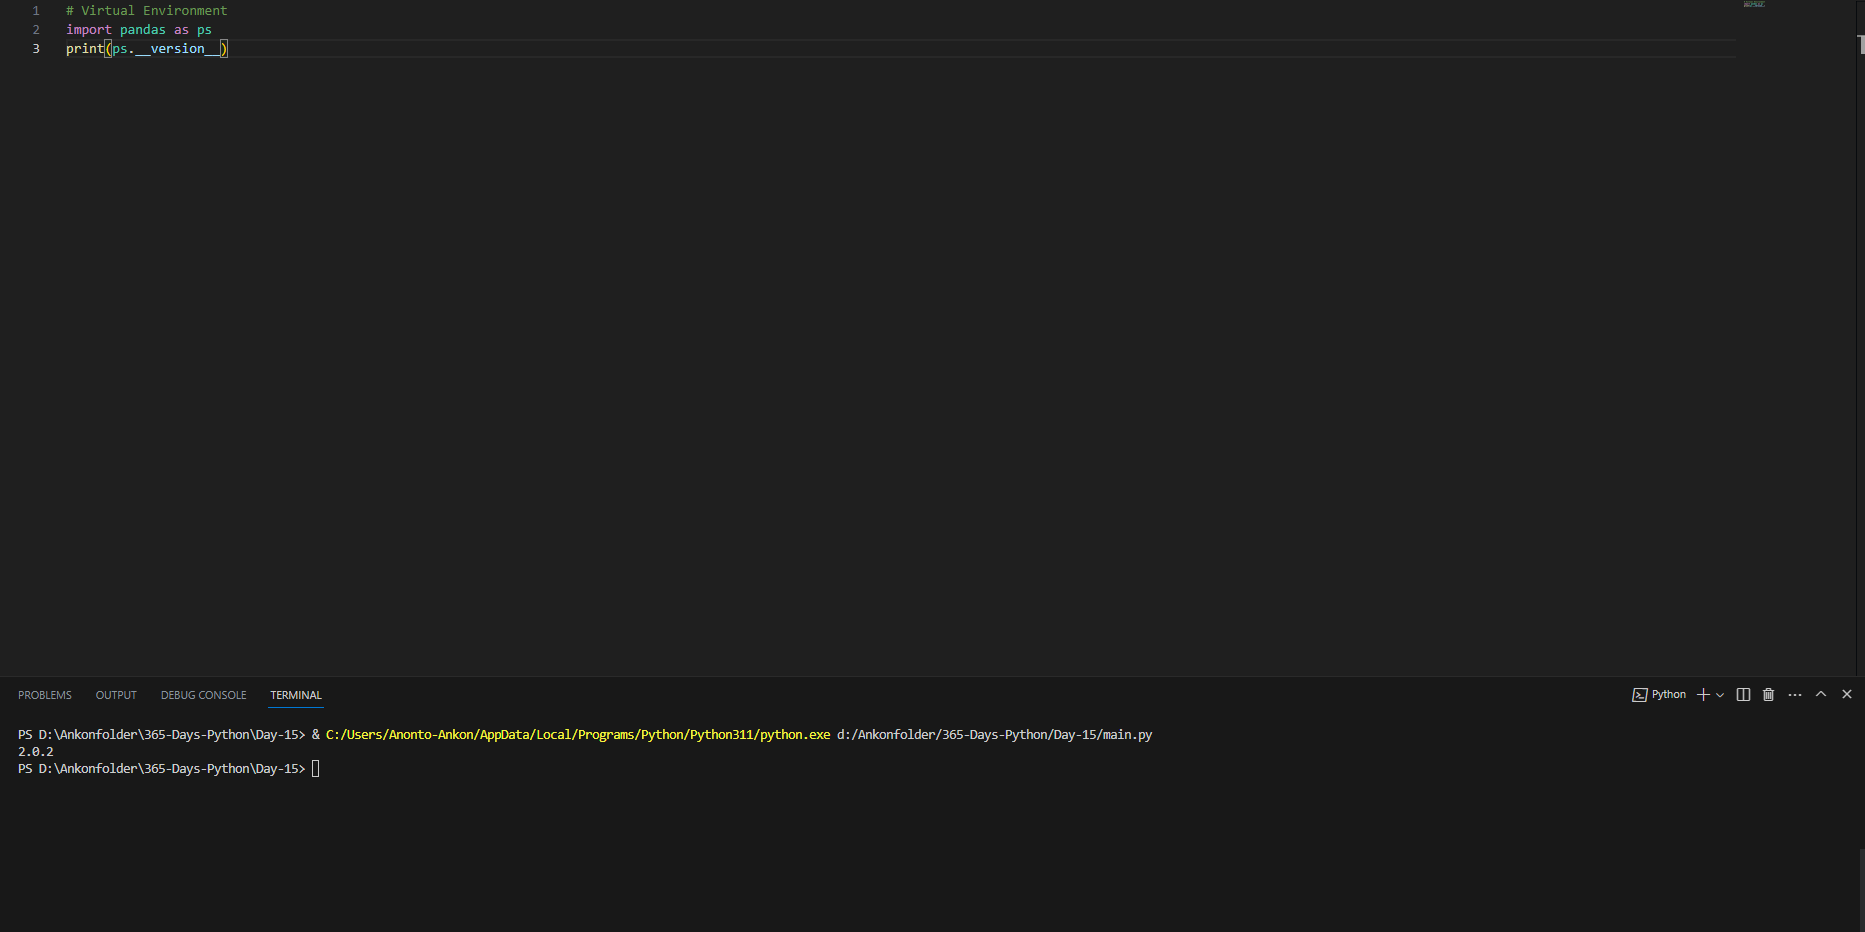 1 # Virtual Environment
2 import pandas as ps
3 print(ps.__version__)
PROBLEMS OUTPUT DEBUG CONSOLE TERMINAL Python
PS D:\Ankonfolder\365-Days-Python\Day-15> & C:/Users/Anonto-Ankon/AppData/Local/Programs/Python/Python311/python.exe d:/Ankonfolder/365-Days-Python/Day-15/main.py
2.0.2
PS D:\Ankonfolder\365-Days-Python\Day-15>